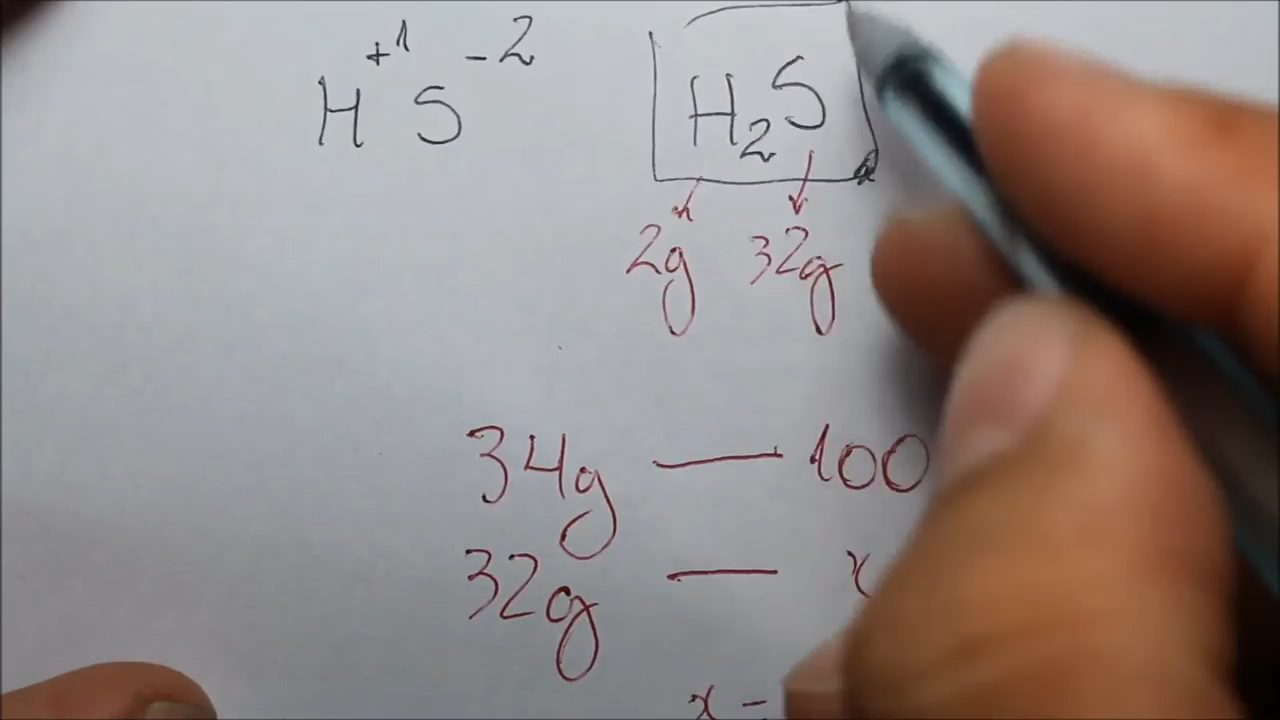 H+1 S-2 H2S
2g 32g
34g — 100
32g — x
x =